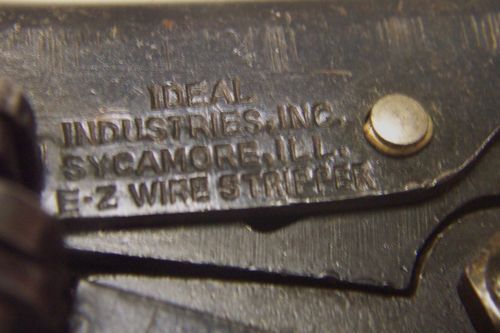 IDEAL
INDUSTRIES, INC.
SYCAMORE, ILL.
E-Z WIRE STRIPPER